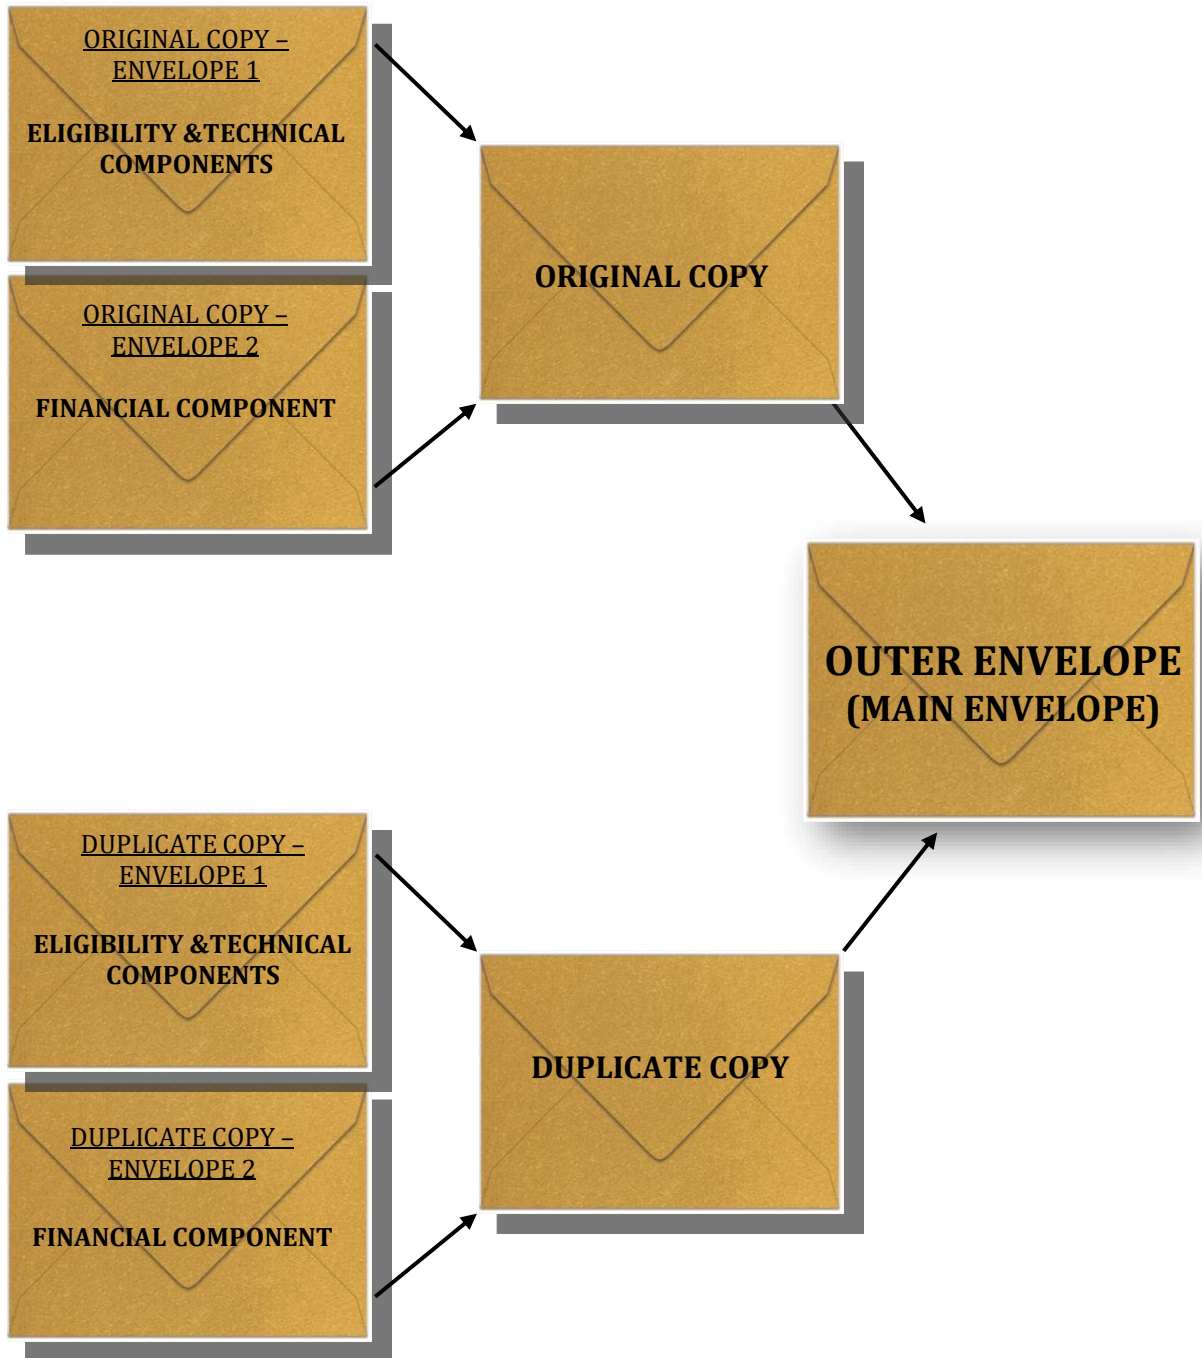 ORIGINAL COPY –
ENVELOPE 1
ELIGIBILITY &TECHNICAL
COMPONENTS
ORIGINAL COPY –
ENVELOPE 2
FINANCIAL COMPONENT
ORIGINAL COPY
OUTER ENVELOPE
(MAIN ENVELOPE)
DUPLICATE COPY –
ENVELOPE 1
ELIGIBILITY &TECHNICAL
COMPONENTS
DUPLICATE COPY –
ENVELOPE 2
FINANCIAL COMPONENT
DUPLICATE COPY